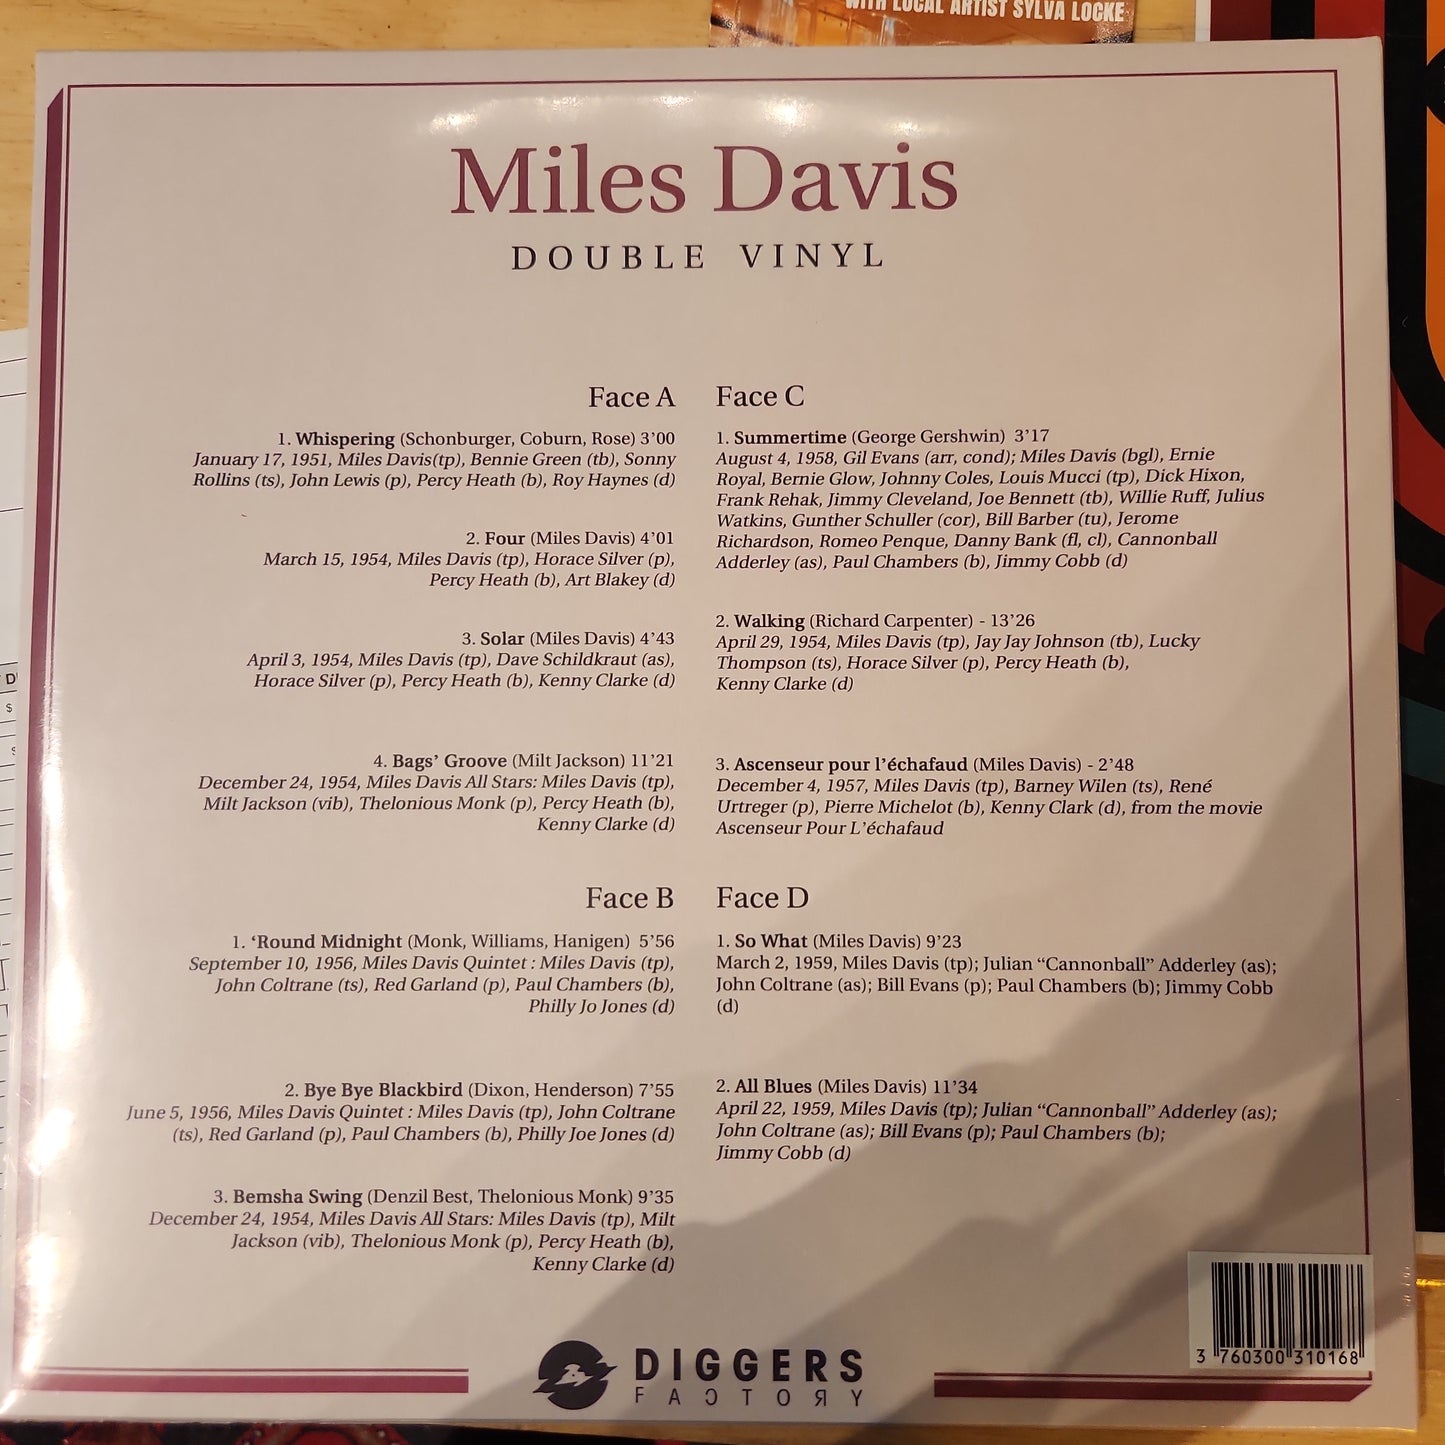 WITH LOCAL ARTIST SYLVA LOCKE
Miles Davis
DOUBLE VINYL
Face A
1. Whispering (Schonburger, Coburn, Rose) 3’00
January 17, 1951, Miles Davis(tp), Bennie Green (tb), Sonny
Rollins (ts), John Lewis (p), Percy Heath (b), Roy Haynes (d)
2. Four (Miles Davis) 4’01
March 15, 1954, Miles Davis (tp), Horace Silver (p),
Percy Heath (b), Art Blakey (d)
3. Solar (Miles Davis) 4’43
April 3, 1954, Miles Davis (tp), Dave Schildkraut (as),
Horace Silver (p), Percy Heath (b), Kenny Clarke (d)
4. Bags’ Groove (Milt Jackson) 11’21
December 24, 1954, Miles Davis All Stars: Miles Davis (tp),
Milt Jackson (vib), Thelonious Monk (p), Percy Heath (b),
Kenny Clarke (d)
Face B
1. ‘Round Midnight (Monk, Williams, Hanigen) 5’56
September 10, 1956, Miles Davis Quintet : Miles Davis (tp),
John Coltrane (ts), Red Garland (p), Paul Chambers (b),
Philly Jo Jones (d)
2. Bye Bye Blackbird (Dixon, Henderson) 7’55
June 5, 1956, Miles Davis Quintet : Miles Davis (tp), John Coltrane
(ts), Red Garland (p), Paul Chambers (b), Philly Joe Jones (d)
3. Bemsha Swing (Denzil Best, Thelonious Monk) 9’35
December 24, 1954, Miles Davis All Stars: Miles Davis (tp), Milt
Jackson (vib), Thelonious Monk (p), Percy Heath (b),
Kenny Clarke (d)
Face C
1. Summertime (George Gershwin) 3’17
August 4, 1958, Gil Evans (arr, cond); Miles Davis (bgl), Ernie
Royal, Bernie Glow, Johnny Coles, Louis Mucci (tp), Dick Hixon,
Frank Rehak, Jimmy Cleveland, Joe Bennett (tb), Willie Ruff, Julius
Watkins, Gunther Schuller (cor), Bill Barber (tu), Jerome
Richardson, Romeo Penque, Danny Bank (fl, cl), Cannonball
Adderley (as), Paul Chambers (b), Jimmy Cobb (d)
2. Walking (Richard Carpenter) - 13’26
April 29, 1954, Miles Davis (tp), Jay Jay Johnson (tb), Lucky
Thompson (ts), Horace Silver (p), Percy Heath (b),
Kenny Clarke (d)
3. Ascenseur pour l’échafaud (Miles Davis) - 2’48
December 4, 1957, Miles Davis (tp), Barney Wilen (ts), René
Urtreger (p), Pierre Michelot (b), Kenny Clark (d), from the movie
Ascenseur Pour L’échafaud
Face D
1. So What (Miles Davis) 9’23
March 2, 1959, Miles Davis (tp); Julian “Cannonball” Adderley (as);
John Coltrane (as); Bill Evans (p); Paul Chambers (b); Jimmy Cobb
(d)
2. All Blues (Miles Davis) 11’34
April 22, 1959, Miles Davis (tp); Julian “Cannonball” Adderley (as);
John Coltrane (as); Bill Evans (p); Paul Chambers (b);
Jimmy Cobb (d)
DIGGERS
FACTORY
3 760300 310168